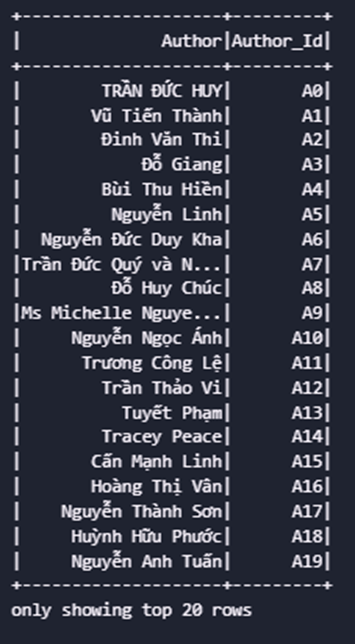 +--------------------+---------+
|              Author|Author_Id|
+--------------------+---------+
|        TRẦN ĐỨC HUY|       A0|
|       Vũ Tiến Thành|       A1|
|        Đinh Văn Thi|       A2|
|            Đỗ Giang|       A3|
|        Bùi Thu Hiền|       A4|
|         Nguyễn Linh|       A5|
|  Nguyễn Đức Duy Kha|       A6|
|Trần Đức Quý và N...|       A7|
|         Đỗ Huy Chúc|       A8|
|Ms Michelle Nguye...|       A9|
|     Nguyễn Ngọc Ánh|      A10|
|      Trương Công Lệ|      A11|
|        Trần Thảo Vi|      A12|
|          Tuyết Phạm|      A13|
|        Tracey Peace|      A14|
|       Cấn Mạnh Linh|      A15|
|       Hoàng Thị Vân|      A16|
|    Nguyễn Thành Sơn|      A17|
|     Huỳnh Hữu Phước|      A18|
|     Nguyễn Anh Tuấn|      A19|
+--------------------+---------+
only showing top 20 rows